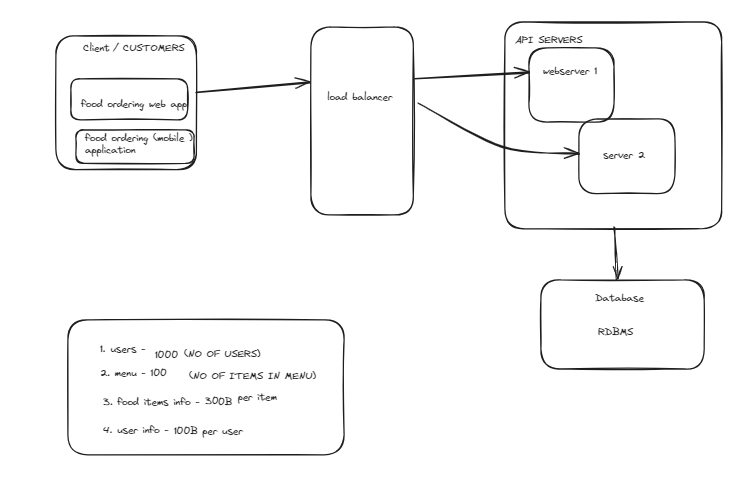 Client / CUSTOMERS
food ordering web app
food ordering (mobile )
application
load balancer
API SERVERS
webserver 1
server 2
Database
RDBMS
1. users - 1000 (NO OF USERS)
2. menu - 100 (NO OF ITEMS IN MENU)
3. food items info - 300B per item
4. user info - 100B per user